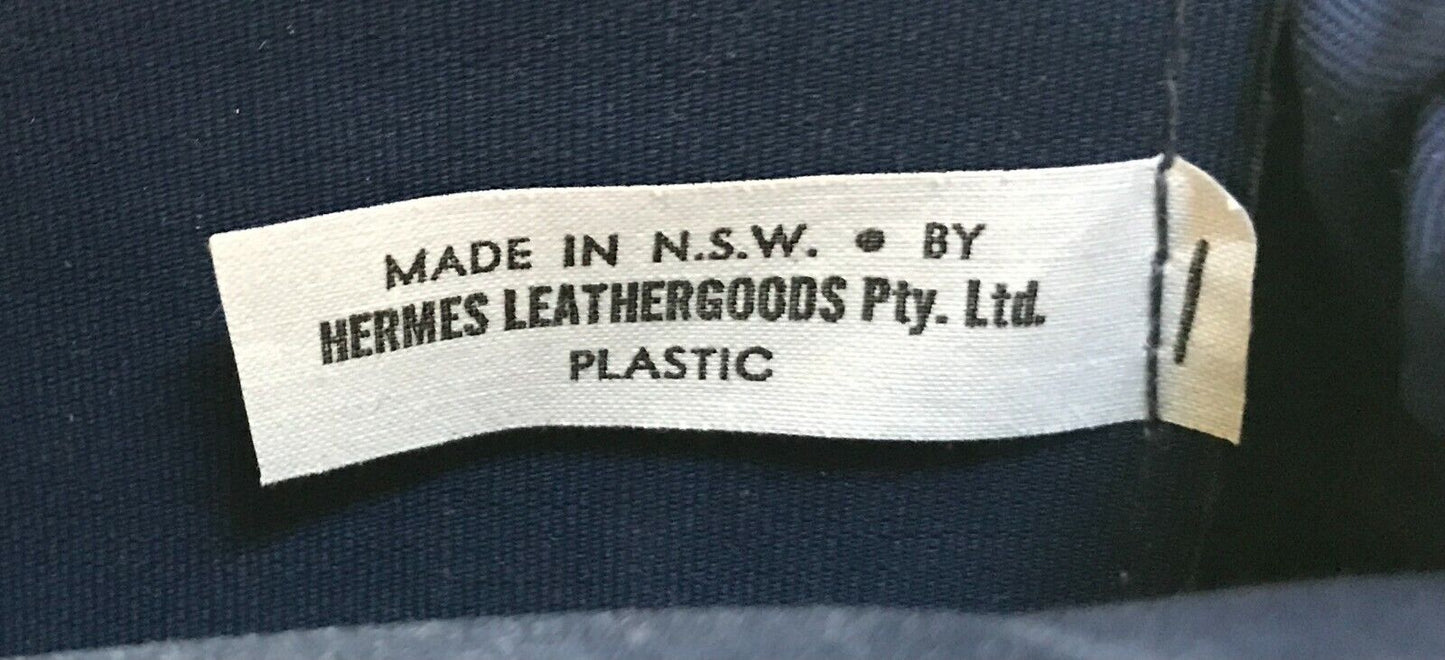 MADE IN N.S.W. • BY
HERMES LEATHERGOODS Pty. Ltd.
PLASTIC